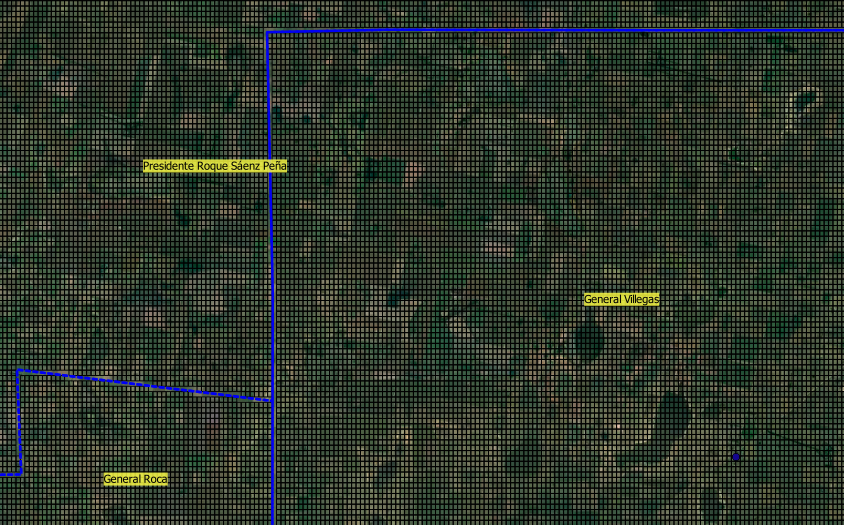 Presidente Roque Sáenz Peña
General Villegas
General Roca